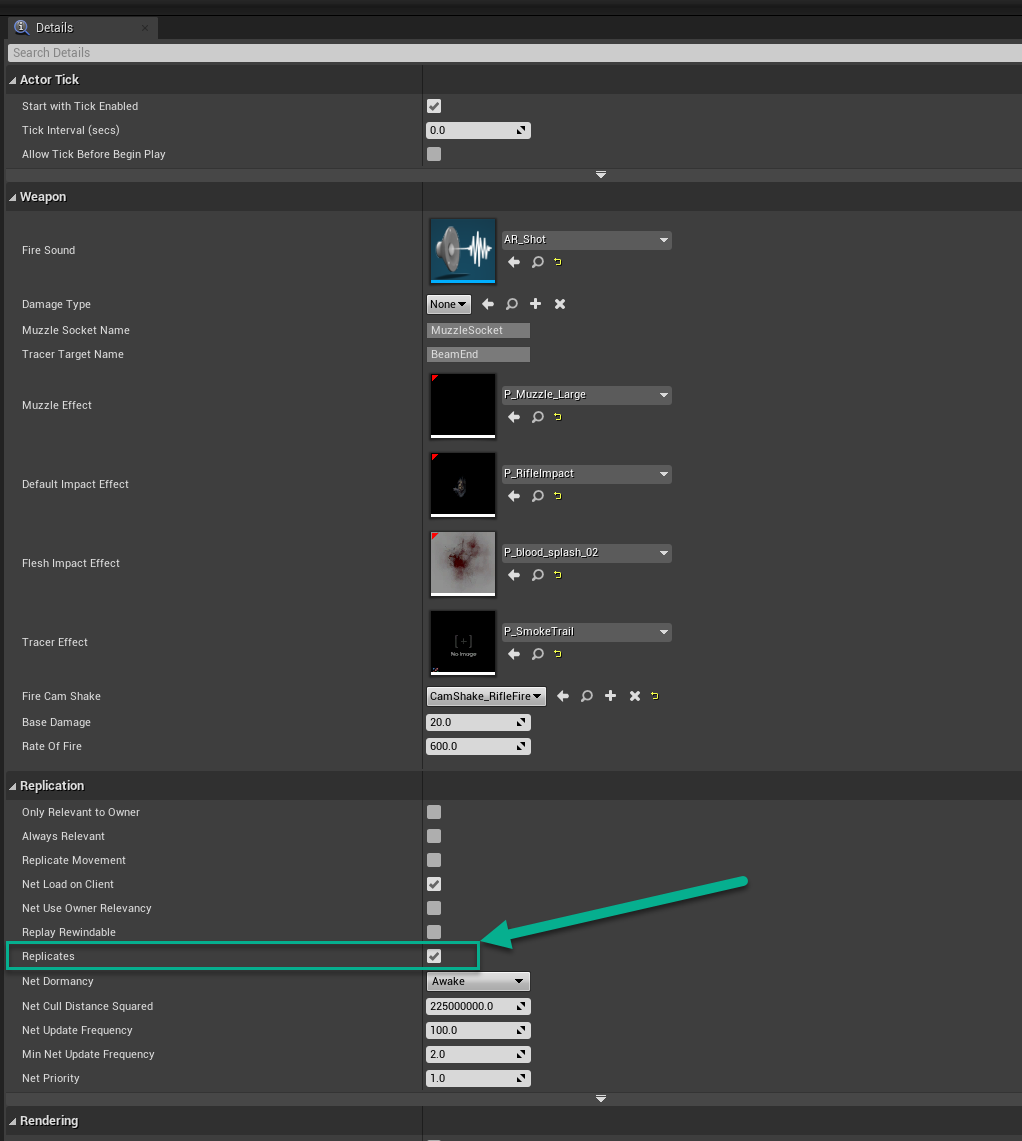 Details
Search Details
Actor Tick
Start with Tick Enabled
Tick Interval (secs) 0.0
Allow Tick Before Begin Play
Weapon
Fire Sound AR_Shot
Damage Type None
Muzzle Socket Name MuzzleSocket
Tracer Target Name BeamEnd
Muzzle Effect P_Muzzle_Large
Default Impact Effect P_RifleImpact
Flesh Impact Effect P_blood_splash_02
Tracer Effect P_SmokeTrail
[+]
No Image
Fire Cam Shake CamShake_RifleFire
Base Damage 20.0
Rate Of Fire 600.0
Replication
Only Relevant to Owner
Always Relevant
Replicate Movement
Net Load on Client
Net Use Owner Relevancy
Replay Rewindable
Replicates
Net Dormancy Awake
Net Cull Distance Squared 225000000.0
Net Update Frequency 100.0
Min Net Update Frequency 2.0
Net Priority 1.0
Rendering